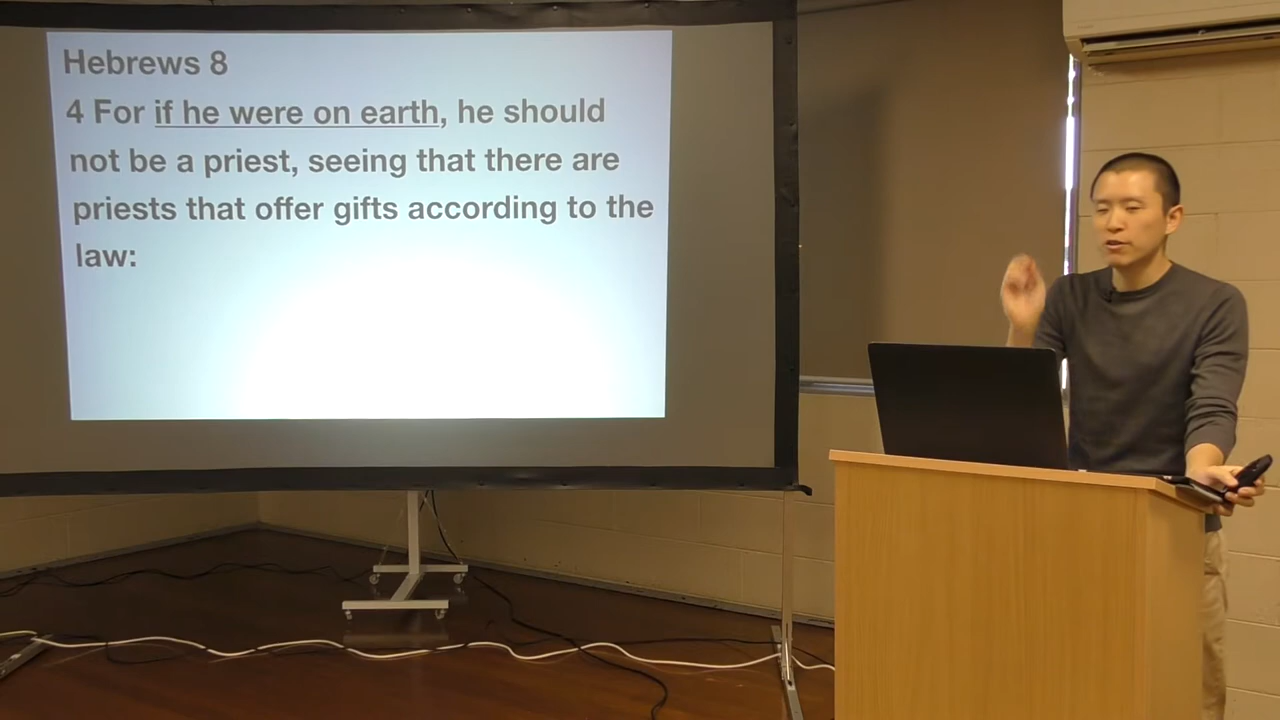 Hebrews 8
4 For if he were on earth, he should
not be a priest, seeing that there are
priests that offer gifts according to the
law: